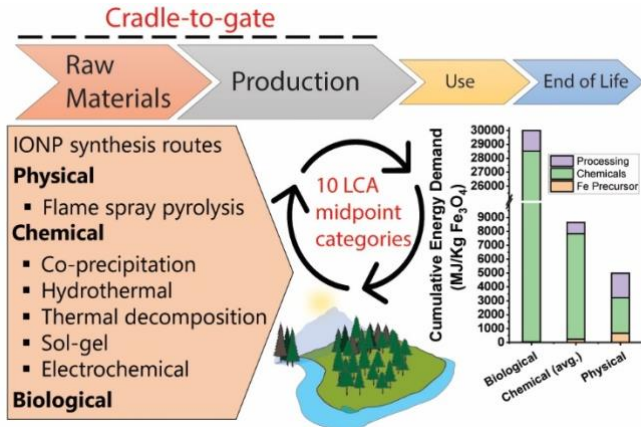 Cradle-to-gate
Raw
Materials
Production
Use
End of Life
IONP synthesis routes
Physical
▪ Flame spray pyrolysis
Chemical
▪ Co-precipitation
▪ Hydrothermal
▪ Thermal decomposition
▪ Sol-gel
▪ Electrochemical
Biological
10 LCA
midpoint
categories
Cumulative Energy Demand
(MJ/Kg Fe₃O₄)
30000
29000
28000
27000
26000
9000
8000
7000
6000
5000
4000
3000
2000
1000
0
Processing
Chemicals
Fe Precursor
Biological
Chemical (avg.)
Physical